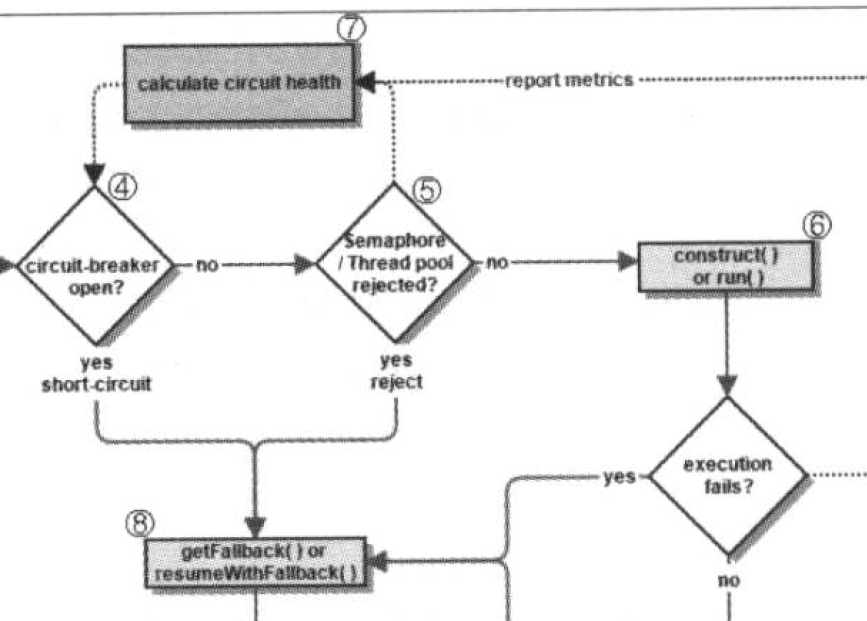 ⑦
calculate circuit health
report metrics
④
⑤
⑥
circuit-breaker
open?
no
Semaphore
/ Thread pool
rejected?
no
construct( )
or run( )
yes
short-circuit
yes
reject
execution
fails?
yes
⑧
getFallback( ) or
resumeWithFallback( )
no